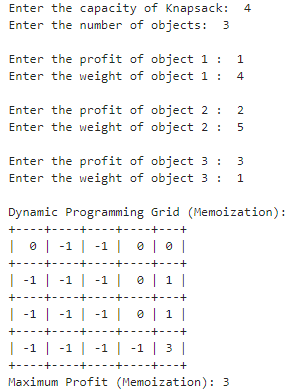 Enter the capacity of Knapsack:  4
Enter the number of objects:  3
Enter the profit of object 1 :  1
Enter the weight of object 1 :  4
Enter the profit of object 2 :  2
Enter the weight of object 2 :  5
Enter the profit of object 3 :  3
Enter the weight of object 3 :  1
Dynamic Programming Grid (Memoization):
+----+----+----+----+---+
|  0 | -1 | -1 |  0 | 0 |
+----+----+----+----+---+
| -1 | -1 | -1 |  0 | 1 |
+----+----+----+----+---+
| -1 | -1 | -1 |  0 | 1 |
+----+----+----+----+---+
| -1 | -1 | -1 | -1 | 3 |
+----+----+----+----+---+
Maximum Profit (Memoization): 3